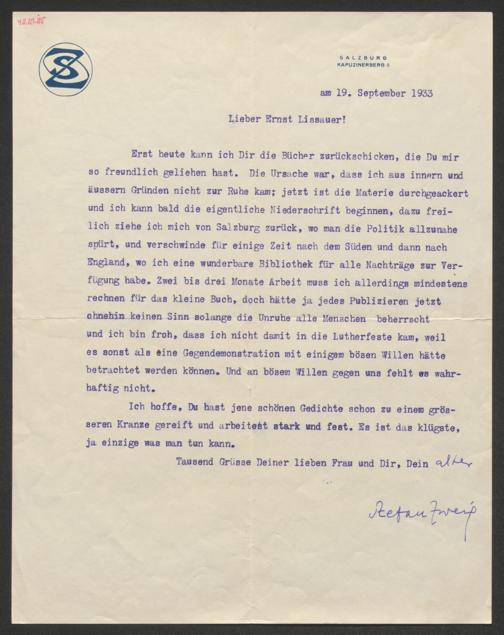 SZ
SALZBURG
KAPUZINERBERG 5
am 19. September 1933
Lieber Ernst Lissauer!
Erst heute kann ich Dir die Bücher zurückschicken, die Du mir
so freundlich geliehen hast. Die Ursache war, dass ich aus innern und
äussern Gründen nicht zur Ruhe kam; jetzt ist die Materie durchgeackert
und ich kann bald die eigentliche Niederschrift beginnen, dazu frei-
lich ziehe ich mich von Salzburg zurück, wo man die Politik allzunahe
spürt, und verschwinde für einige Zeit nach dem Süden und dann nach
England, wo ich eine wunderbare Bibliothek für alle Nachträge zur Ver-
fügung habe. Zwei bis drei Monate Arbeit muss ich allerdings mindestens
rechnen für das kleine Buch, doch hätte ja jedes Publizieren jetzt
ohnehin keinen Sinn solange die Unruhe alle Menschen beherrscht
und ich bin froh, dass ich nicht damit in die Lutherfeste kam, weil
es sonst als eine Gegendemonstration mit einigem bösen Willen hätte
betrachtet werden können. Und an bösem Willen gegen uns fehlt es wahr-
haftig nicht.
Ich hoffe, Du hast jene schönen Gedichte schon zu einem grös-
seren Kranze gereift und arbeitest stark und fest. Es ist das klügste,
ja einzige was man tun kann.
Tausend Grüsse Deiner lieben Frau und Dir, Dein alter
Stefan Zweig